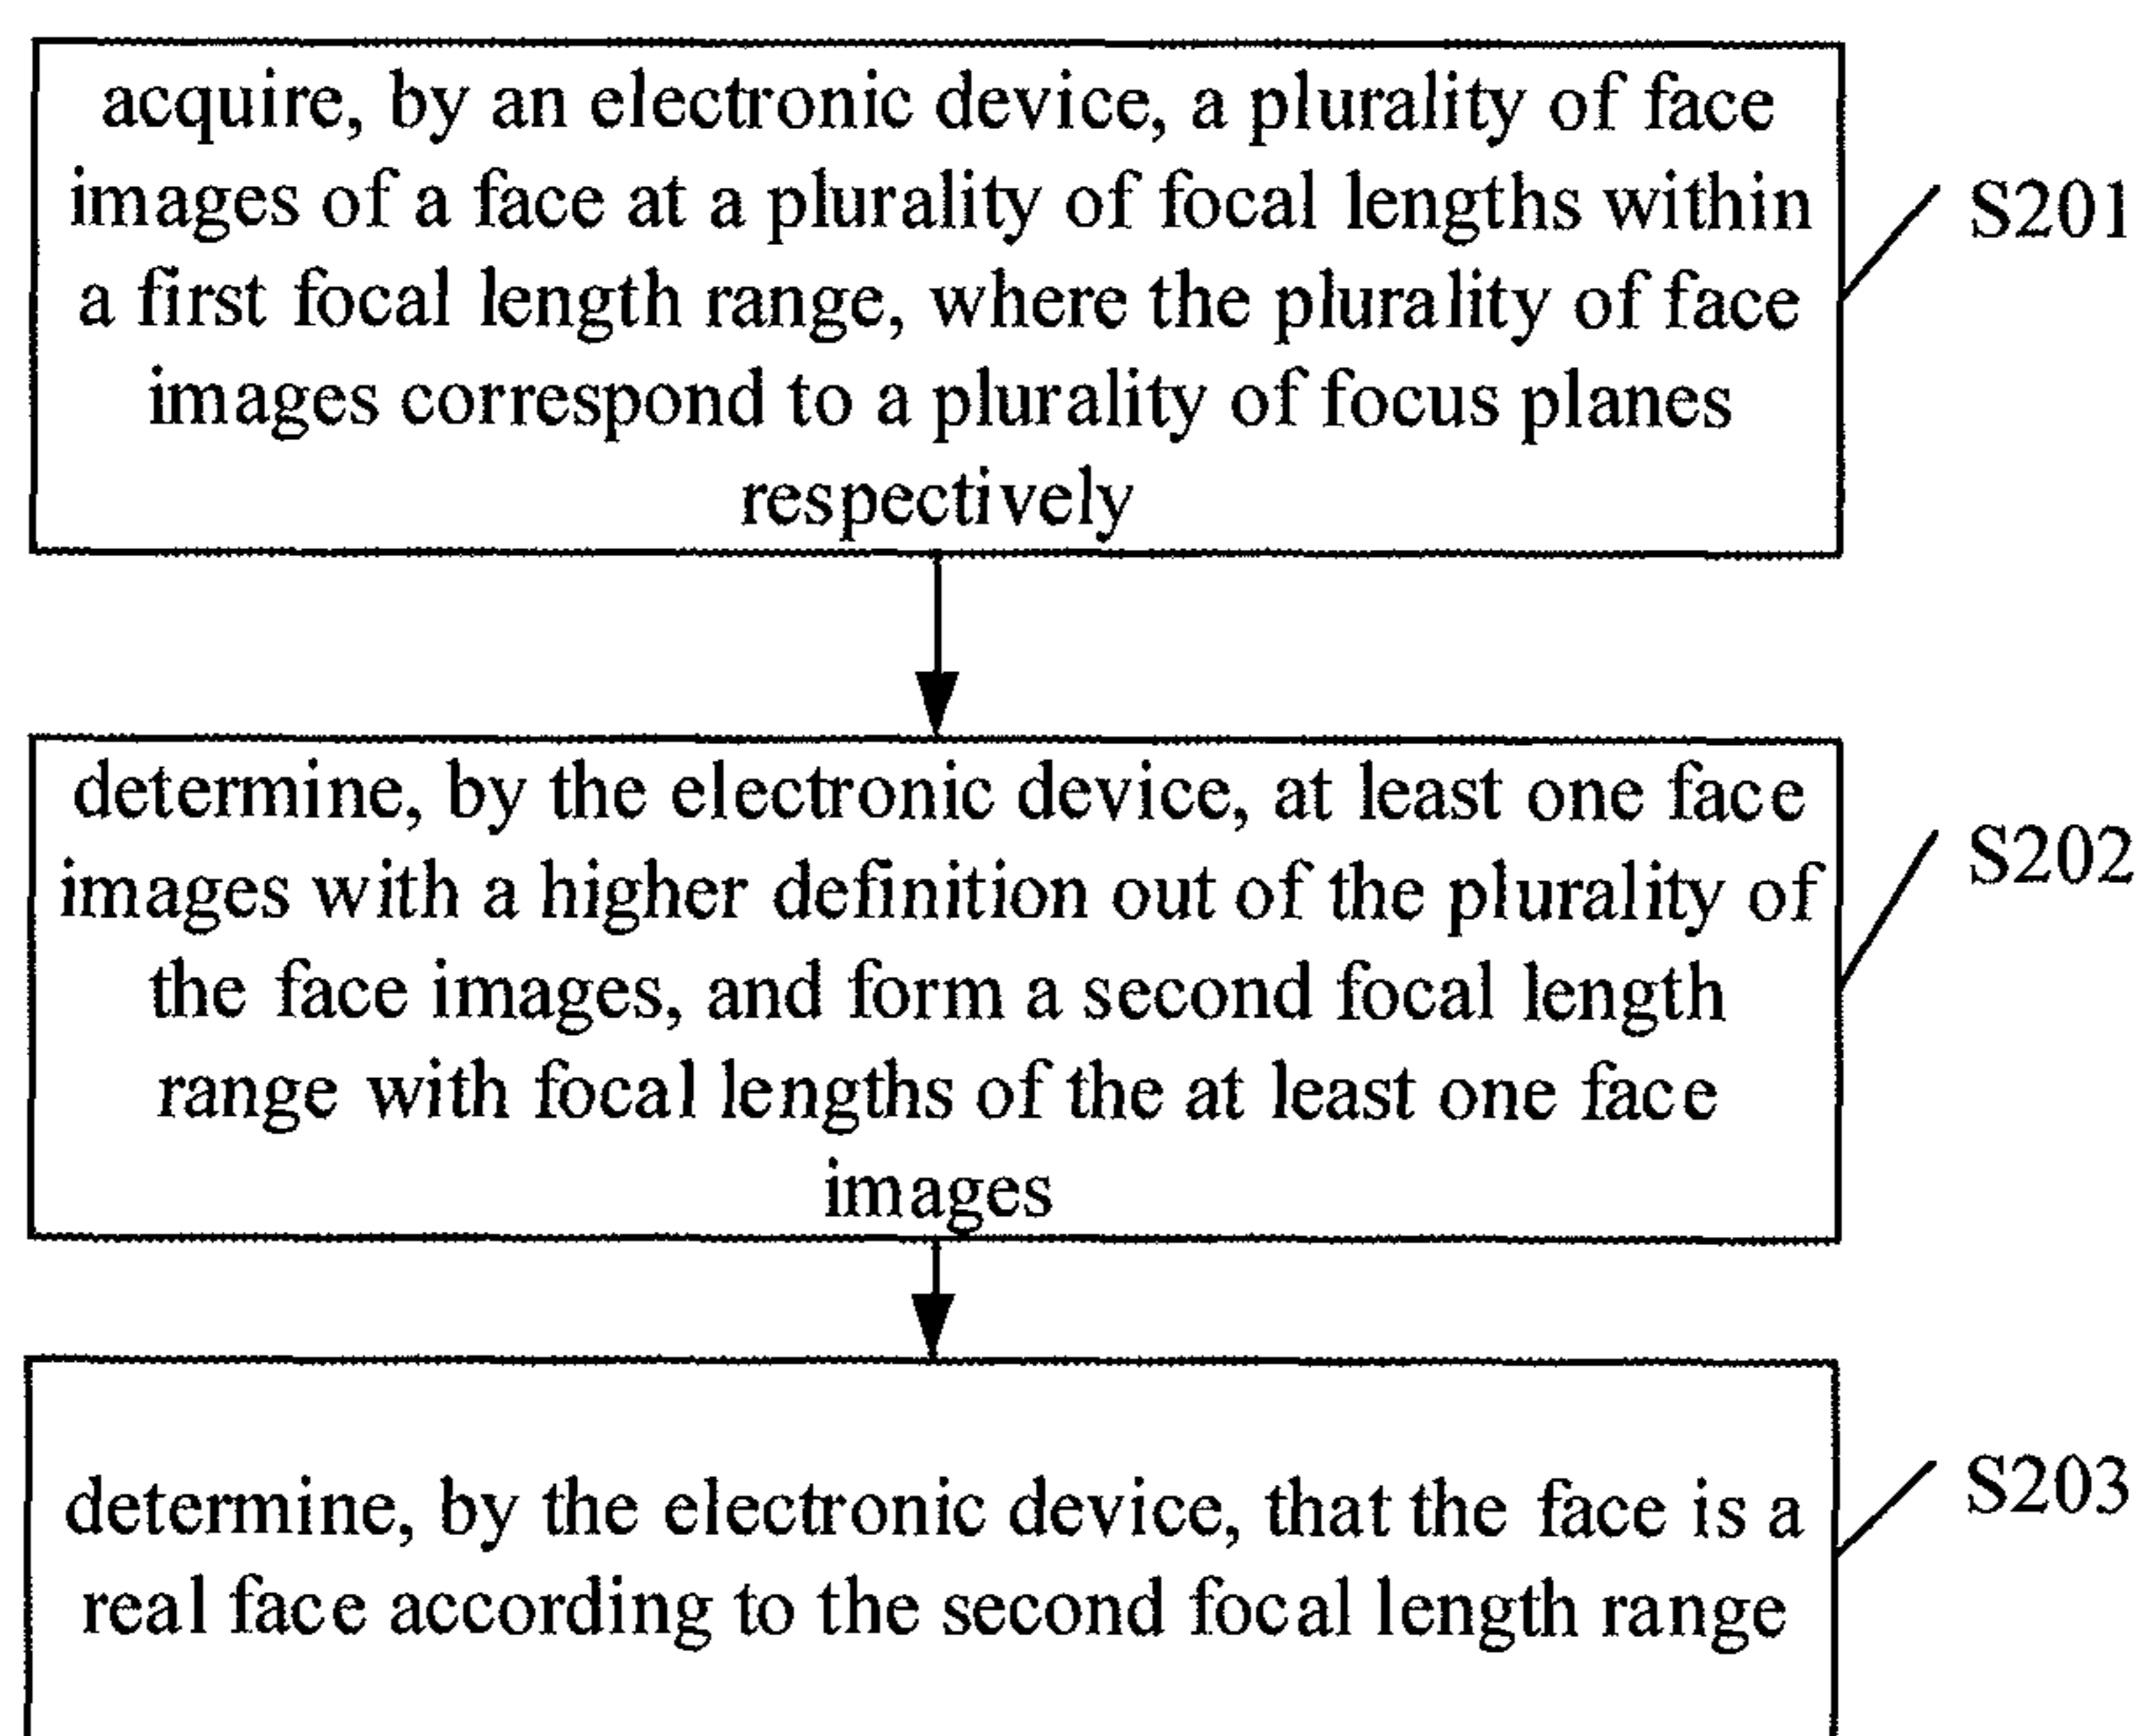 acquire, by an electronic device, a plurality of face
images of a face at a plurality of focal lengths within
a first focal length range, where the plurality of face
images correspond to a plurality of focus planes
respectively
S201
determine, by the electronic device, at least one face
images with a higher definition out of the plurality of
the face images, and form a second focal length
range with focal lengths of the at least one face
images
S202
determine, by the electronic device, that the face is a
real face according to the second focal length range
S203